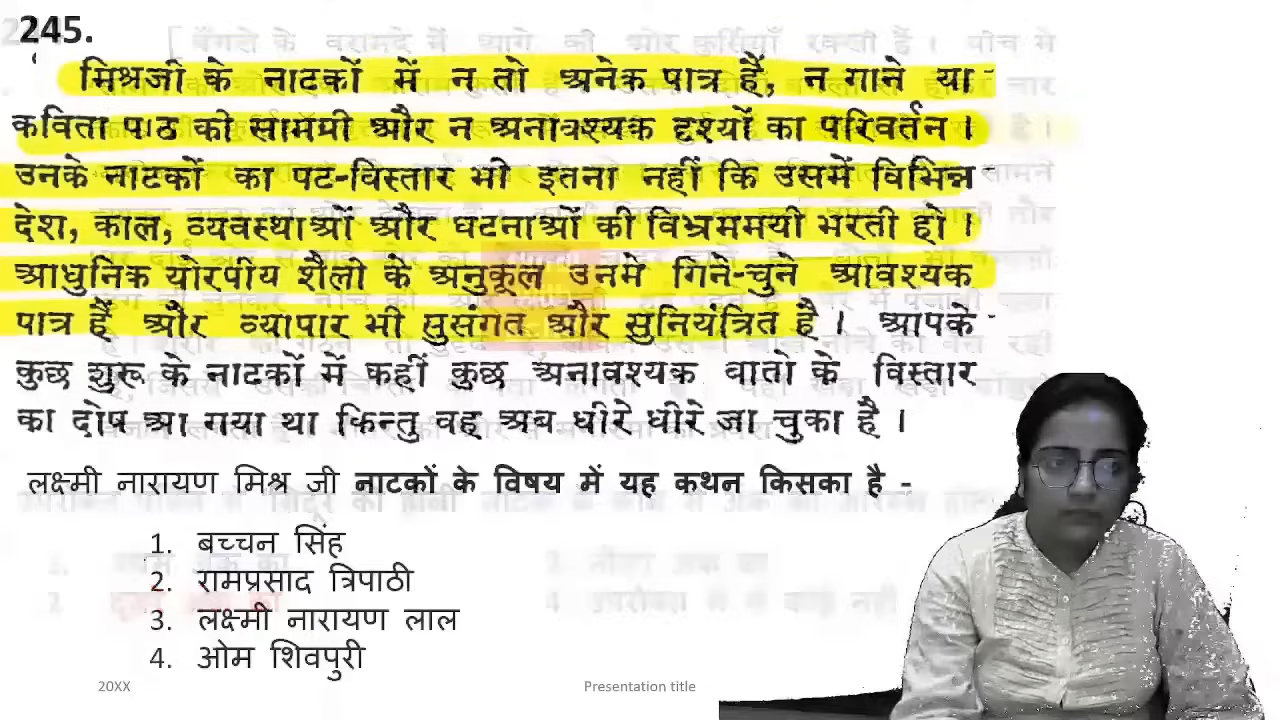 245.
मिश्रजी के नाटकों में न तो अनेक पात्र हैं, न गाने या
कविता पाठ को सामग्री और न अनावश्यक दृश्यों का परिवर्तन।
उनके नाटकों का पट-विस्तार भी इतना नहीं कि उसमें विभिन्न
देश, काल, व्यवस्थाओं और घटनाओं की विभ्रममयी भरती हो।
आधुनिक योरपीय शैली के अनुकूल उनमें गिने-चुने आवश्यक
पात्र हैं और व्यापार भी सुसंगत और सुनियंत्रित है। आपके
कुछ शुरू के नाटकों में कहीं कुछ अनावश्यक बातों के विस्तार
का दोष आ गया था किन्तु वह अब धीरे धीरे जा चुका है।
लक्ष्मी नारायण मिश्र जी नाटकों के विषय में यह कथन किसका है -
1. बच्चन सिंह
2. रामप्रसाद त्रिपाठी
3. लक्ष्मी नारायण लाल
4. ओम शिवपुरी
20XX Presentation title